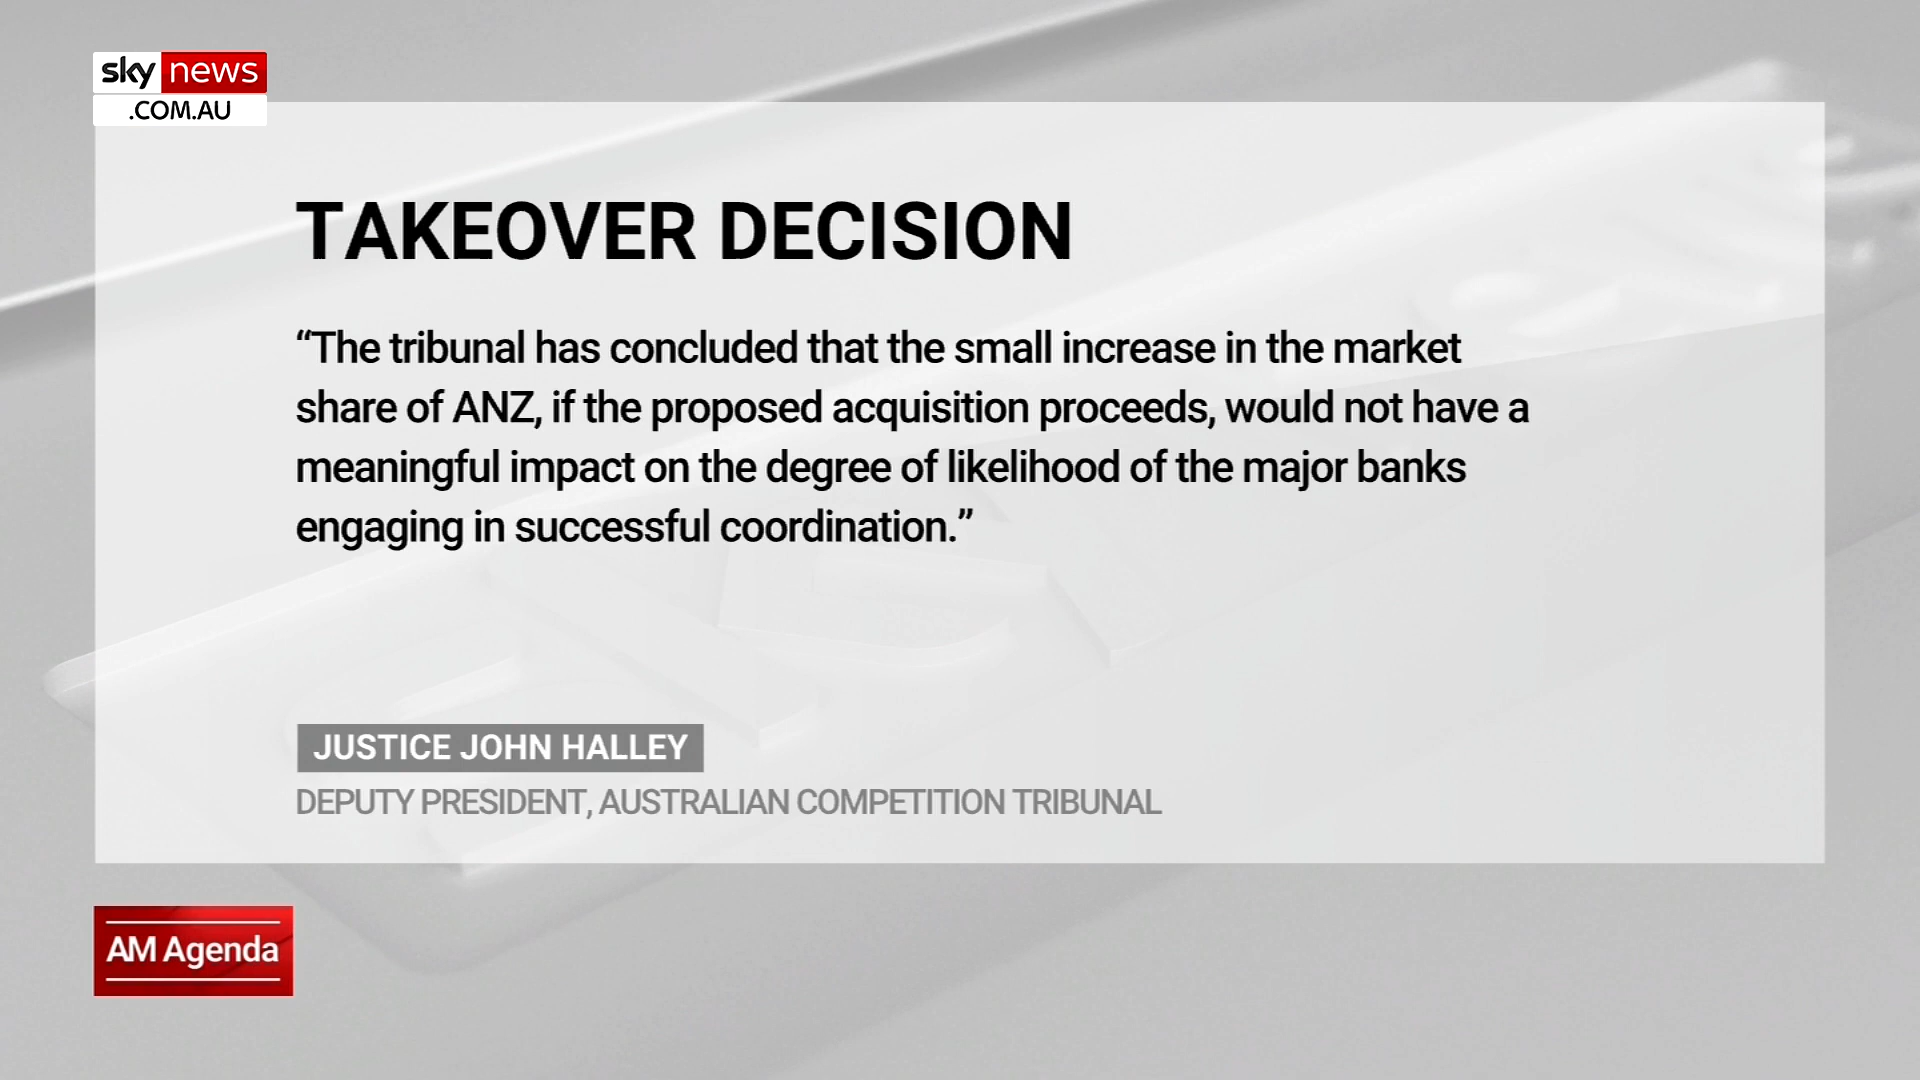 sky news
.COM.AU
TAKEOVER DECISION
“The tribunal has concluded that the small increase in the market
share of ANZ, if the proposed acquisition proceeds, would not have a
meaningful impact on the degree of likelihood of the major banks
engaging in successful coordination.”
JUSTICE JOHN HALLEY
DEPUTY PRESIDENT, AUSTRALIAN COMPETITION TRIBUNAL
AM Agenda